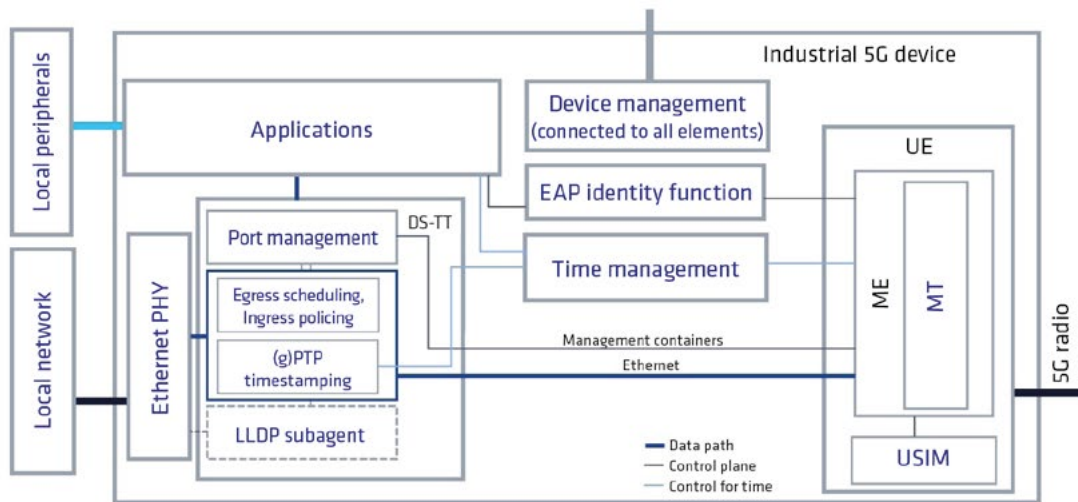 Local peripherals
Local network
Industrial 5G device
Applications
Device management
(connected to all elements)
EAP identity function
Time management
UE
ME
MT
USIM
5G radio
DS-TT
Port management
Egress scheduling,
Ingress policing
(g)PTP
timestamping
LLDP subagent
Ethernet PHY
Management containers
Ethernet
Data path
Control plane
Control for time